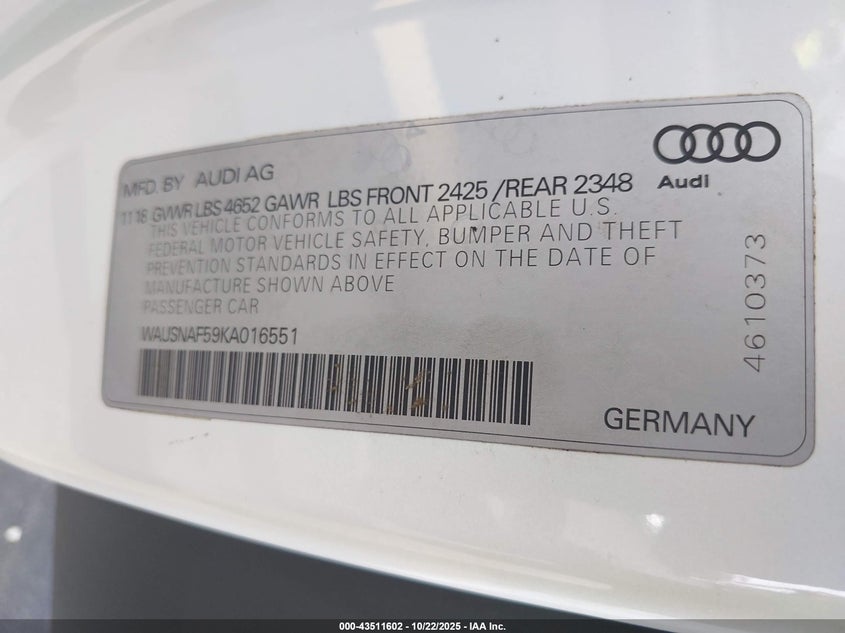 MFD. BY AUDI AG
Audi
11 18 GVWR LBS 4652 GAWR LBS FRONT 2425 /REAR 2348
THIS VEHICLE CONFORMS TO ALL APPLICABLE U.S.
FEDERAL MOTOR VEHICLE SAFETY, BUMPER AND THEFT
PREVENTION STANDARDS IN EFFECT ON THE DATE OF
MANUFACTURE SHOWN ABOVE
PASSENGER CAR
WAUSNAF59KA016551
4610373
GERMANY
000-43511602 - 10/22/2025 - IAA Inc.